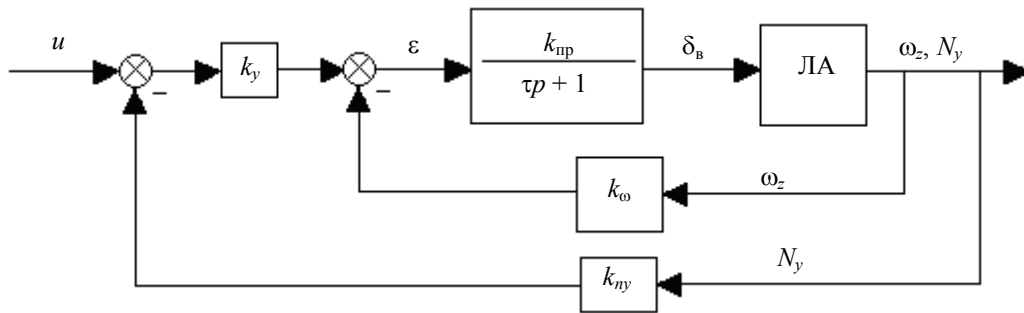 u
k_y
ε
k_пр
τp + 1
δ_в
ЛА
ω_z, N_y
−
−
k_ω
ω_z
k_ny
N_y